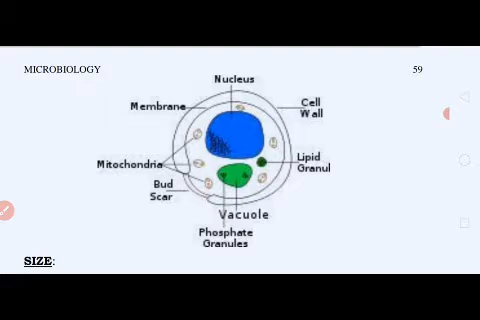 MICROBIOLOGY 59
Nucleus
Membrane
Cell
Wall
Mitochondria
Lipid
Granul
Bud
Scar
Vacuole
Phosphate
Granules
SIZE: